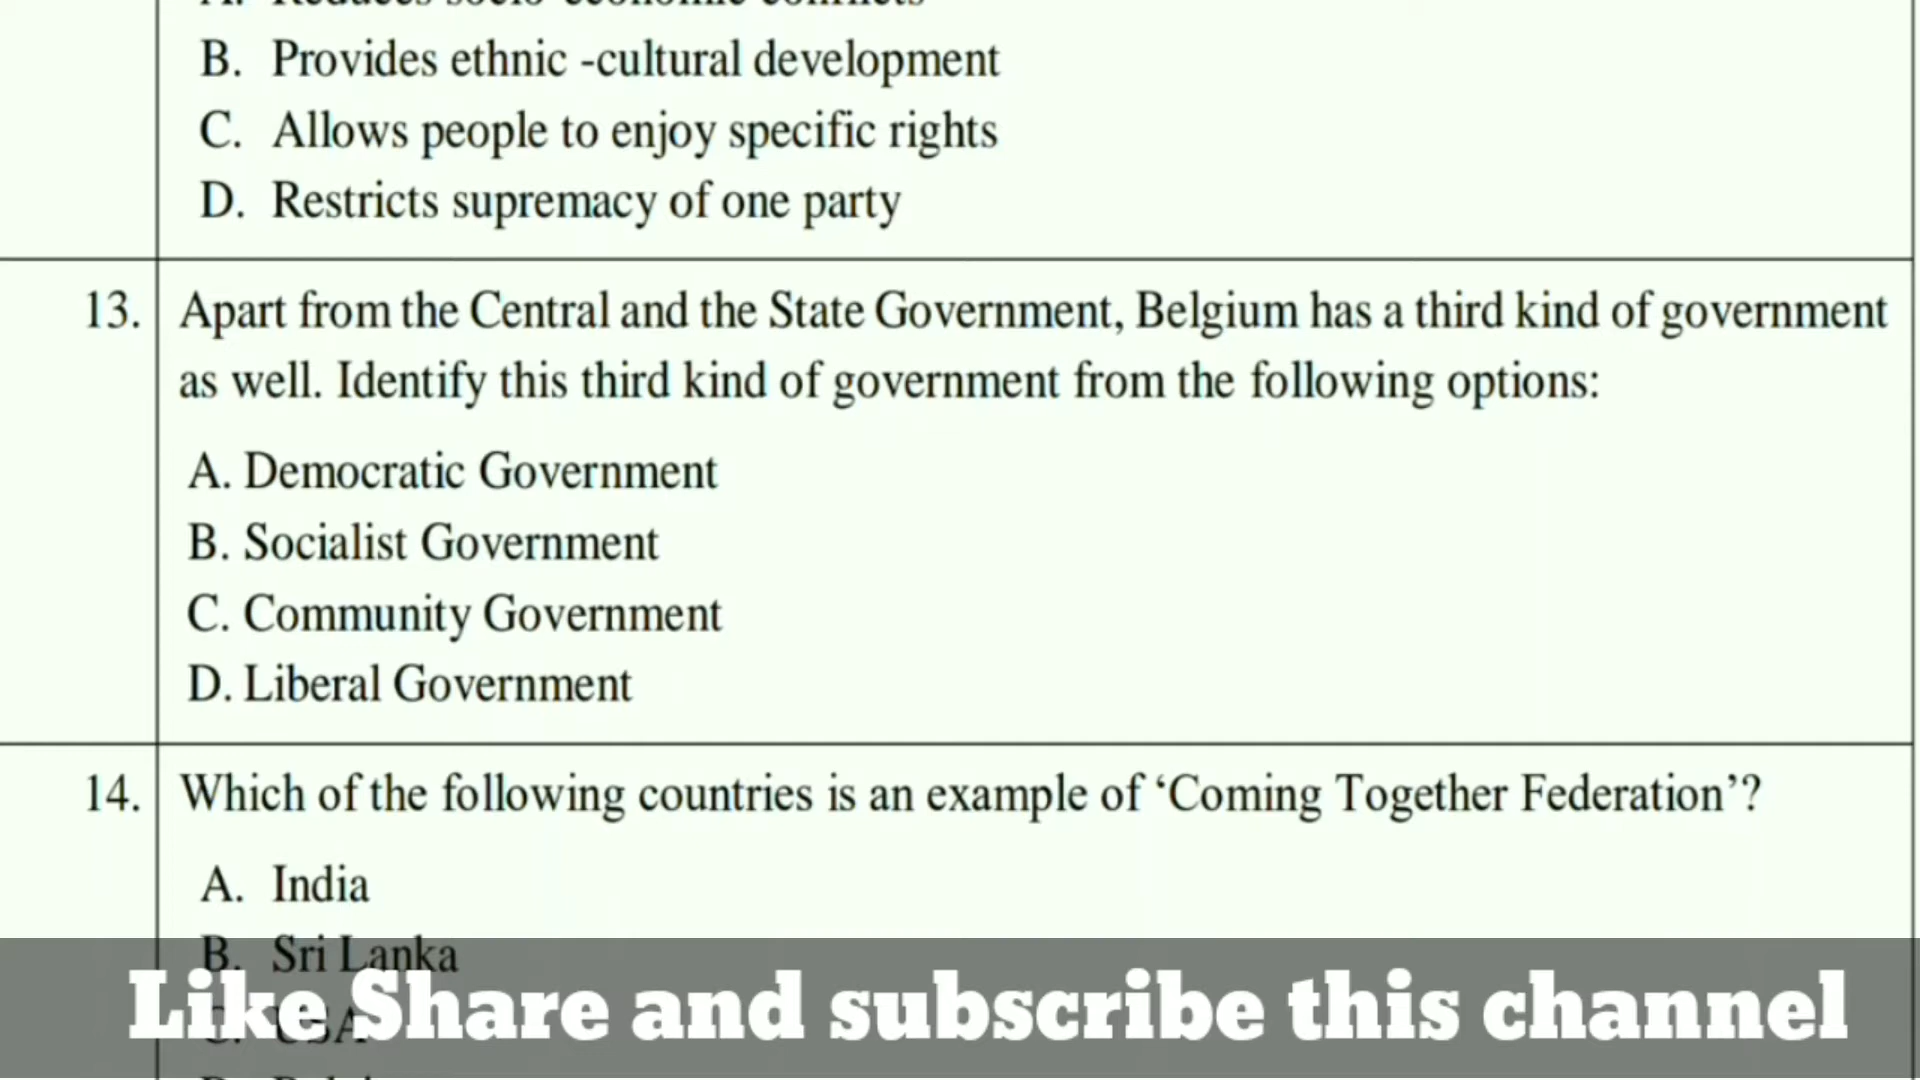 B. Provides ethnic -cultural development
C. Allows people to enjoy specific rights
D. Restricts supremacy of one party
13. Apart from the Central and the State Government, Belgium has a third kind of government
as well. Identify this third kind of government from the following options:
A. Democratic Government
B. Socialist Government
C. Community Government
D. Liberal Government
14. Which of the following countries is an example of ‘Coming Together Federation’?
A. India
B. Sri Lanka
C. USA
Like Share and subscribe this channel